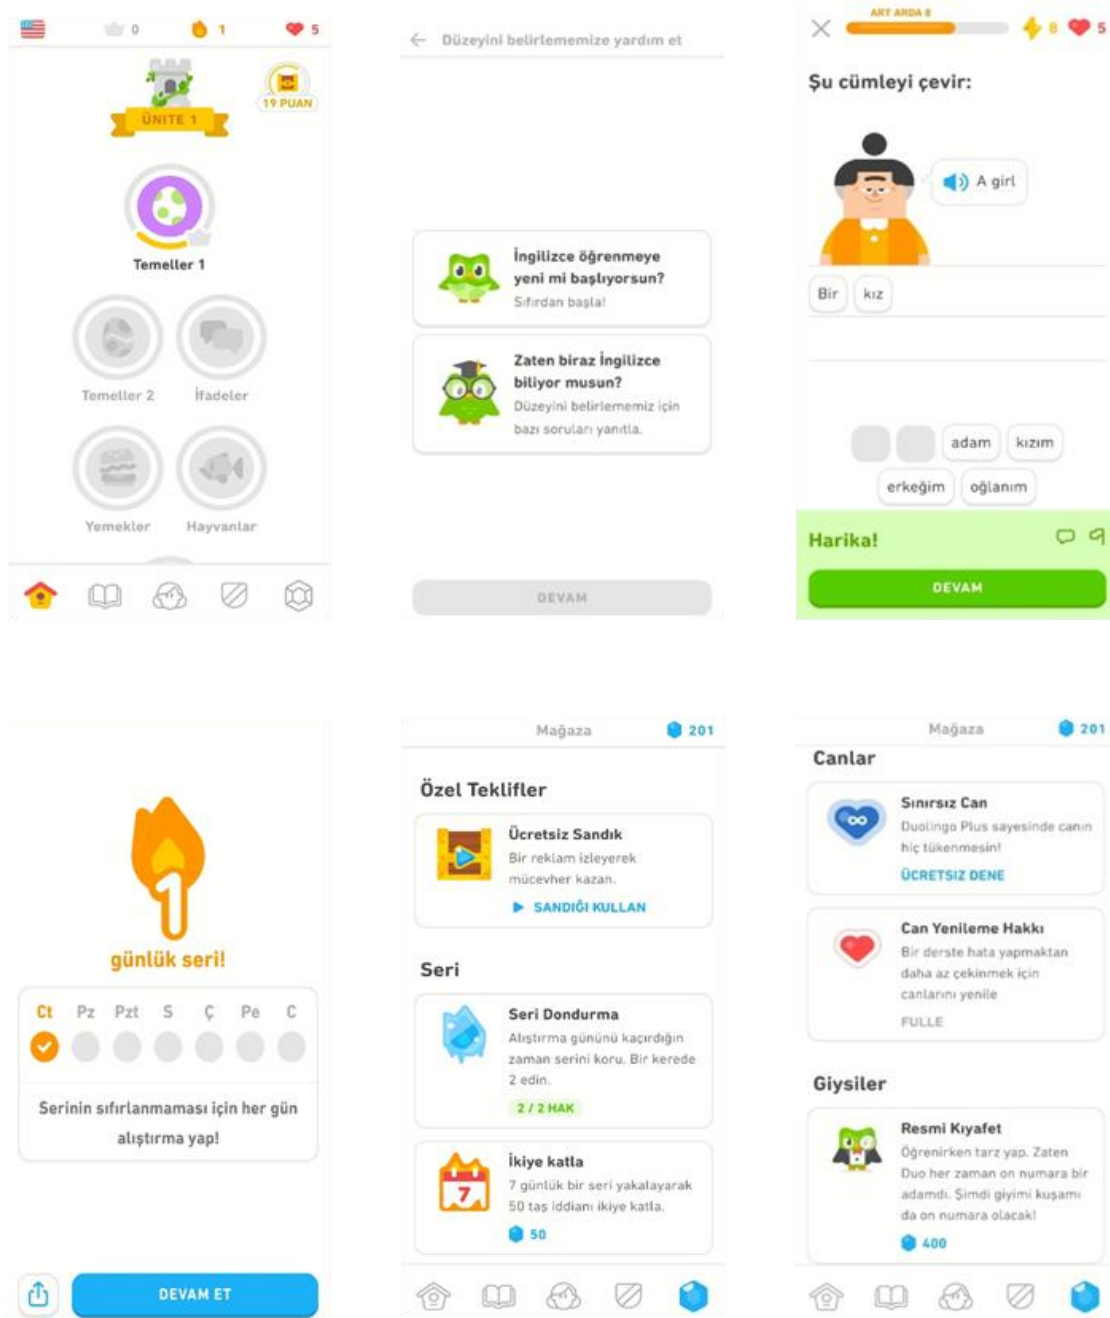 0 1 5
ÜNİTE 1
19 PUAN
Temeller 1
Temeller 2 İfadeler
Yemekler Hayvanlar
Düzeyini belirlememize yardım et
İngilizce öğrenmeye
yeni mi başlıyorsun?
Sıfırdan başla!
Zaten biraz İngilizce
biliyor musun?
Düzeyini belirlememiz için
bazı soruları yanıtla.
DEVAM
ART ARDA 8
8 5
Şu cümleyi çevir:
A girl
Bir kız
adam kızım
erkeğim oğlanım
Harika!
DEVAM
1
günlük seri!
Ct Pz Pzt S Ç Pe C
Serinin sıfırlanmaması için her gün
alıştırma yap!
DEVAM ET
Mağaza 201
Özel Teklifler
Ücretsiz Sandık
Bir reklam izleyerek
mücevher kazan.
SANDIĞI KULLAN
Seri
Seri Dondurma
Alıştırma gününü kaçırdığın
zaman serini koru. Bir kerede
2 edin.
2 / 2 HAK
İkiye katla
7
7 günlük bir seri yakalayarak
50 taş iddianı ikiye katla.
50
Mağaza 201
Canlar
Sınırsız Can
Duolingo Plus sayesinde canın
hiç tükenmesin!
ÜCRETSIZ DENE
Can Yenileme Hakkı
Bir derste hata yapmaktan
daha az çekinmek için
canlarını yenile
FULLE
Giysiler
Resmi Kıyafet
Öğrenirken tarz yap. Zaten
Duo her zaman on numara bir
adamdı. Şimdi giyimi kuşamı
da on numara olacak!
400